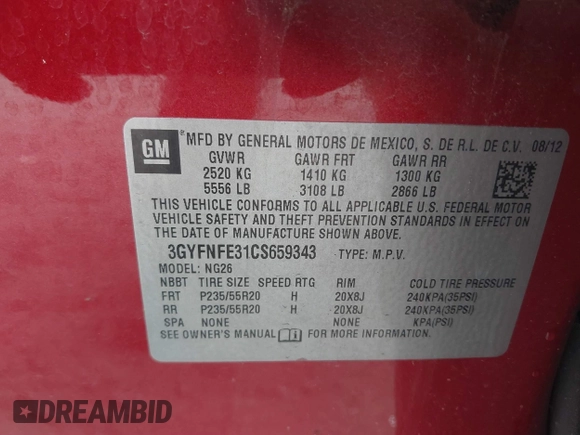 GM
MFD BY GENERAL MOTORS DE MEXICO, S. DE R.L. DE C.V. 08/12
GVWR GAWR FRT GAWR RR
2520 KG 1410 KG 1300 KG
5556 LB 3108 LB 2866 LB
THIS VEHICLE CONFORMS TO ALL APPLICABLE U.S. FEDERAL MOTOR
VEHICLE SAFETY AND THEFT PREVENTION STANDARDS IN EFFECT ON
THE DATE OF MANUFACTURE SHOWN ABOVE.
3GYFNFE31CS659343 TYPE: M.P.V.
MODEL: NG26
NBBT TIRE SIZE SPEED RTG RIM COLD TIRE PRESSURE
FRT P235/55R20 H 20X8J 240KPA(35PSI)
RR P235/55R20 H 20X8J 240KPA(35PSI)
SPA NONE NONE KPA(PSI)
SEE OWNER'S MANUAL FOR MORE INFORMATION.
DREAMBID